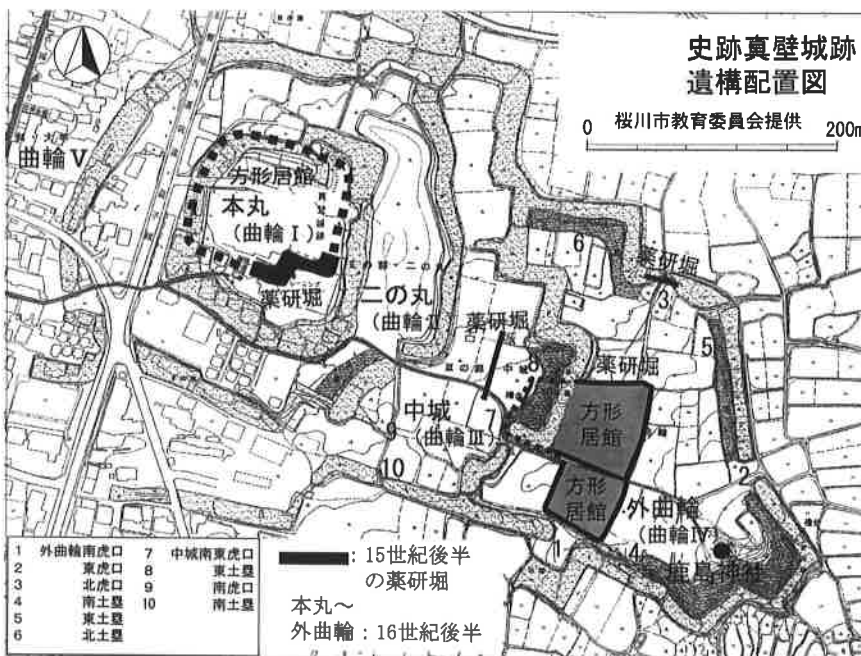 史跡真壁城跡
遺構配置図
桜川市教育委員会提供
0 200m
曲輪Ⅴ
方形居館
本丸
(曲輪Ⅰ)
薬研堀
二の丸
(曲輪Ⅱ)
薬研堀
6
薬研堀
3
5
薬研堀
8
中城
(曲輪Ⅲ)
7
9
10
方形
居館
方形
居館
2
外曲輪
(曲輪Ⅳ)
1
4
鹿島神社
1 外曲輪南虎口 7 中城南東虎口
2 東虎口 8 東土塁
3 北虎口 9 南虎口
4 南土塁 10 南土塁
5 東土塁
6 北土塁
:15世紀後半
の薬研堀
本丸~
外曲輪:16世紀後半